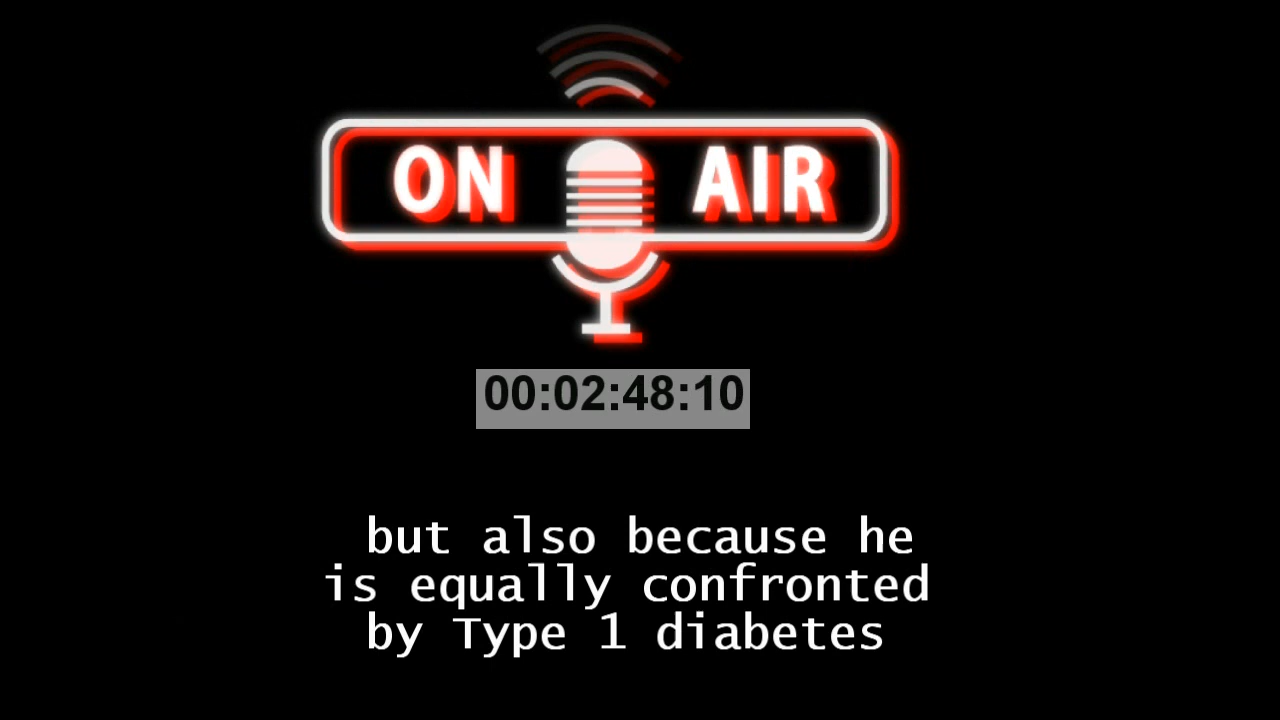 ON AIR
00:02:48:10
but also because he
is equally confronted
by Type 1 diabetes